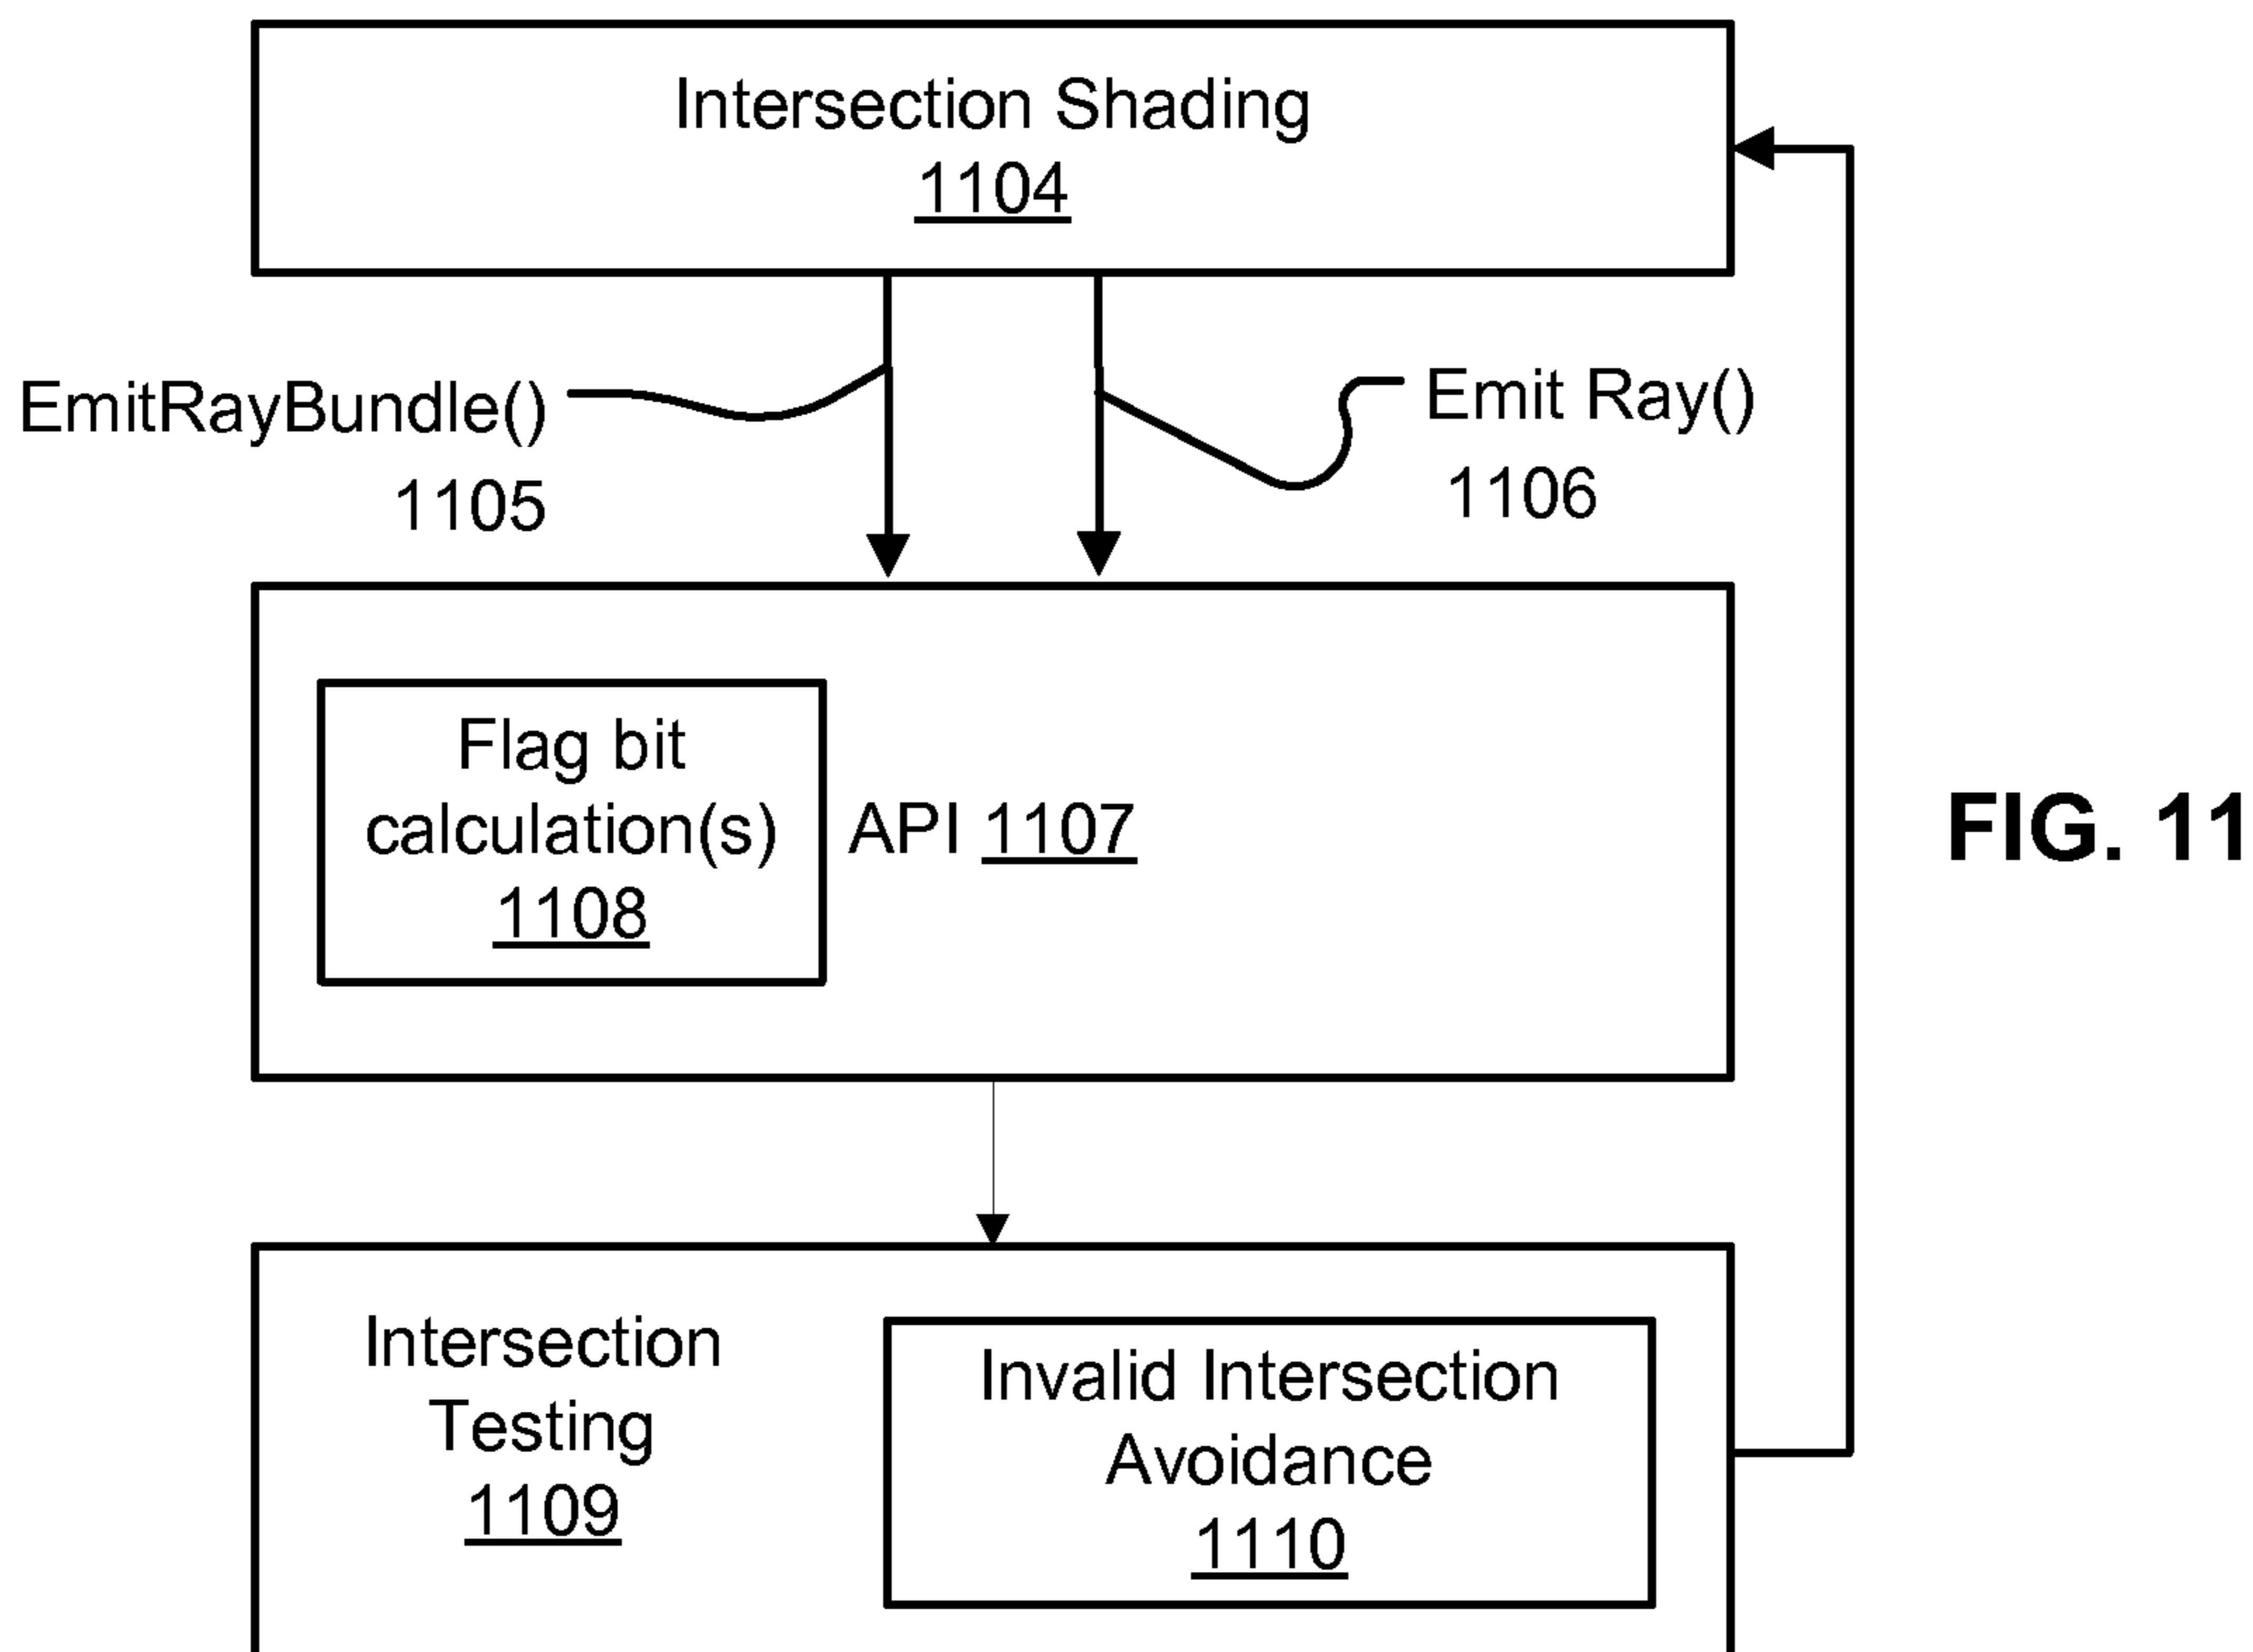 Intersection Shading
1104
EmitRayBundle()
1105
Emit Ray()
1106
Flag bit
calculation(s)
1108
API 1107
FIG. 11
Intersection
Testing
1109
Invalid Intersection
Avoidance
1110